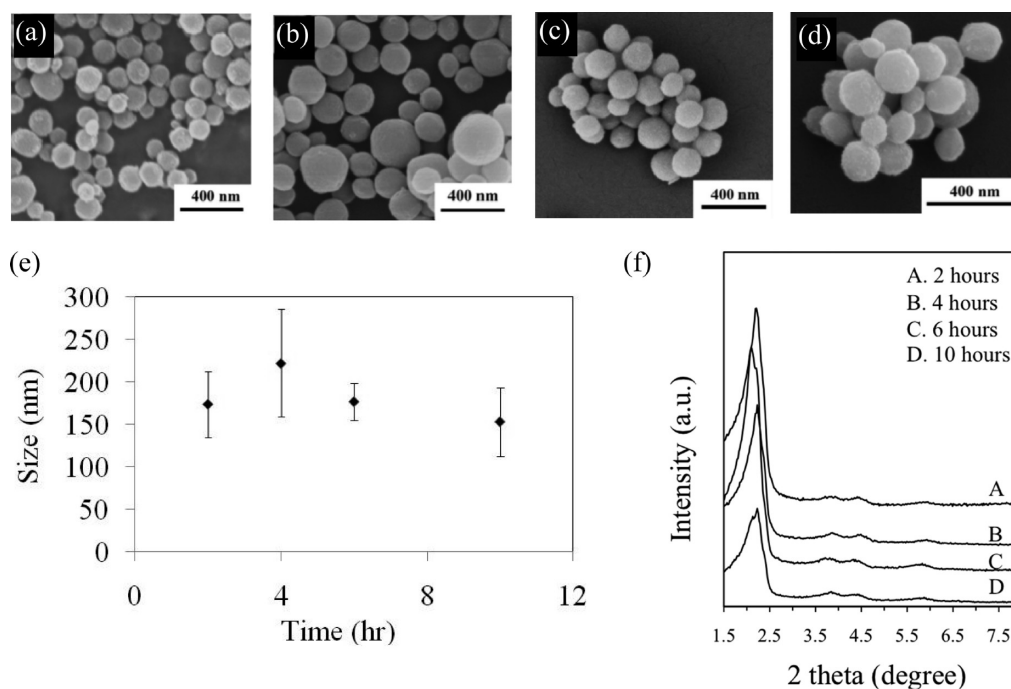 (a)
400 nm
(b)
400 nm
(c)
400 nm
(d)
400 nm
(e)
300
250
200
150
100
50
0
Size (nm)
0 4 8 12
Time (hr)
(f)
A. 2 hours
B. 4 hours
C. 6 hours
D. 10 hours
A
B
C
D
Intensity (a.u.)
1.5 2.5 3.5 4.5 5.5 6.5 7.5
2 theta (degree)